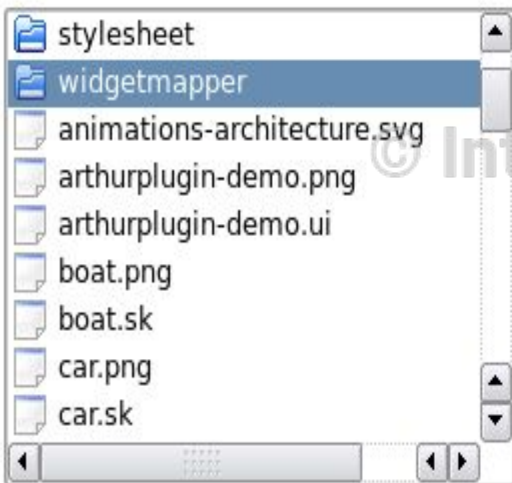 stylesheet
widgetmapper
animations-architecture.svg
© Int
arthurplugin-demo.png
arthurplugin-demo.ui
boat.png
boat.sk
car.png
car.sk